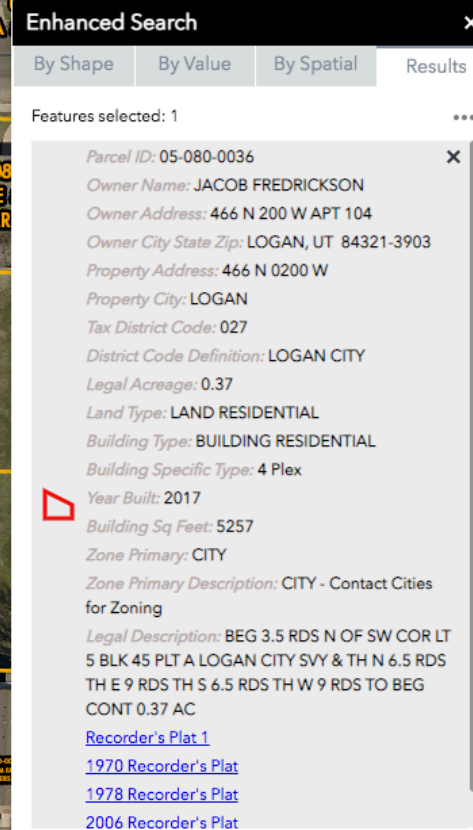 Enhanced Search
By Shape By Value By Spatial Results
Features selected: 1
Parcel ID: 05-080-0036
Owner Name: JACOB FREDRICKSON
Owner Address: 466 N 200 W APT 104
Owner City State Zip: LOGAN, UT 84321-3903
Property Address: 466 N 0200 W
Property City: LOGAN
Tax District Code: 027
District Code Definition: LOGAN CITY
Legal Acreage: 0.37
Land Type: LAND RESIDENTIAL
Building Type: BUILDING RESIDENTIAL
Building Specific Type: 4 Plex
Year Built: 2017
Building Sq Feet: 5257
Zone Primary: CITY
Zone Primary Description: CITY - Contact Cities
for Zoning
Legal Description: BEG 3.5 RDS N OF SW COR LT
5 BLK 45 PLT A LOGAN CITY SVY & TH N 6.5 RDS
TH E 9 RDS TH S 6.5 RDS TH W 9 RDS TO BEG
CONT 0.37 AC
Recorder's Plat 1
1970 Recorder's Plat
1978 Recorder's Plat
2006 Recorder's Plat